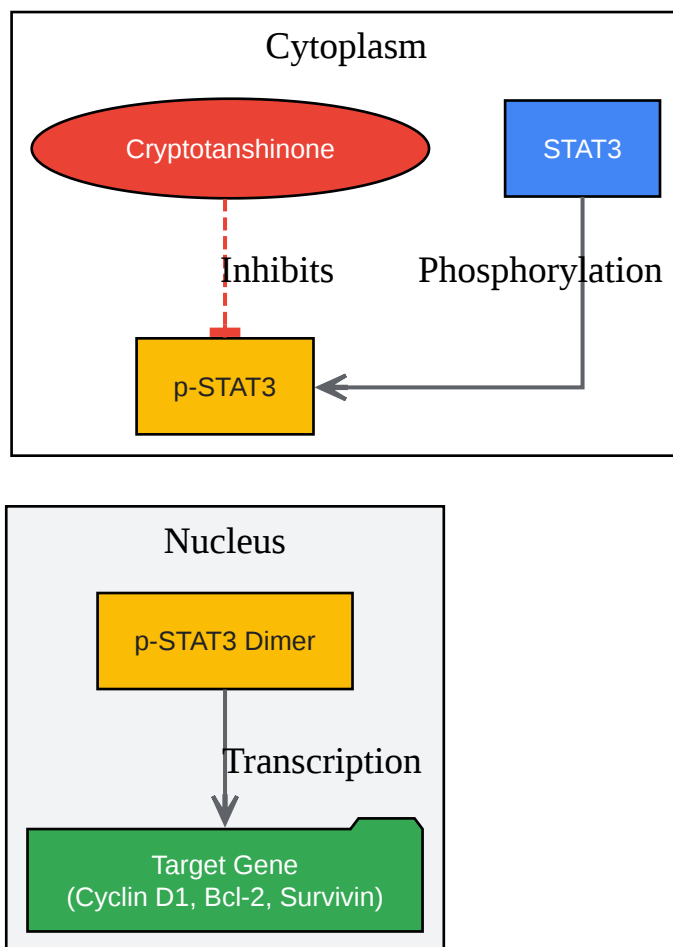 Cytoplasm
Cryptotanshinone
STAT3
Inhibits
Phosphorylation
p-STAT3
Nucleus
p-STAT3 Dimer
Transcription
Target Gene
(Cyclin D1, Bcl-2, Survivin)